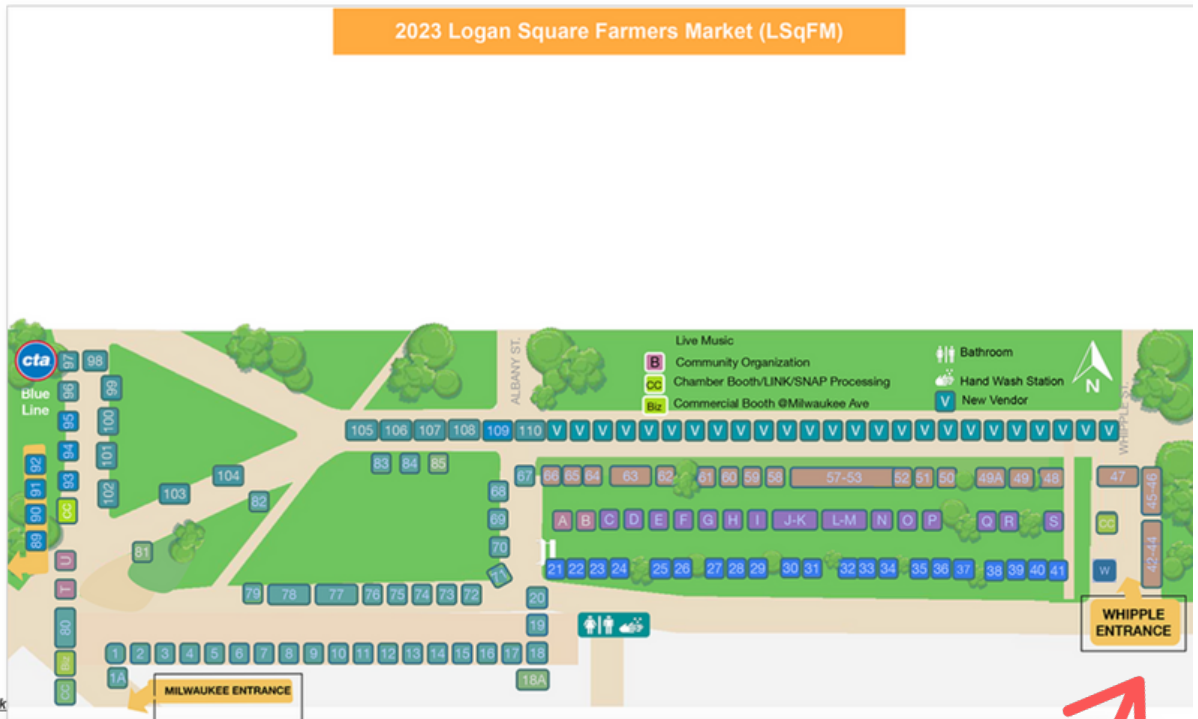 2023 Logan Square Farmers Market (LSqFM)
Live Music
B Community Organization
CC Chamber Booth/LINK/SNAP Processing
Biz Commercial Booth @Milwaukee Ave
Bathroom
Hand Wash Station
V New Vendor
N
ALBANY ST.
WHIPPLE ST.
cta
Blue
Line
97 98
96 99
95 100
94 101
93 102
92
91
90
89
CC
U
T
80
Biz
CC
103 104 82
81
105 106 107 108 109 110 V V V V V V V V V V V V V V V V V V V V V V V V V
83 84 85
67 66 65 64 63 62 61 60 59 58 57-53 52 51 50 49A 49 48 47
45-46
68
69
70
71
A B C D E F G H I J-K L-M N O P Q R S CC
42-44
21 22 23 24 25 26 27 28 29 30 31 32 33 34 35 36 37 38 39 40 41 W
79 78 77 76 75 74 73 72
20
19
1 2 3 4 5 6 7 8 9 10 11 12 13 14 15 16 17 18
1A
18A
MILWAUKEE ENTRANCE
WHIPPLE
ENTRANCE
k